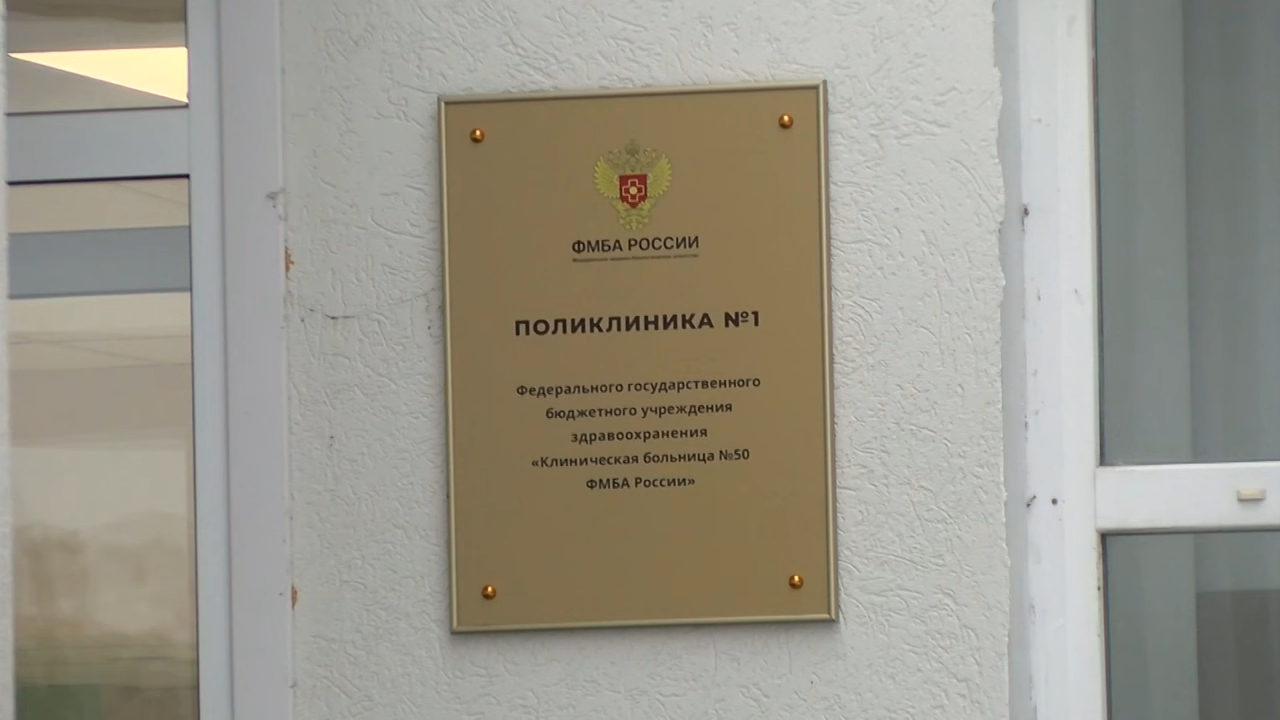 ФМБА РОССИИ
ПОЛИКЛИНИКА №1
Федерального государственного
бюджетного учреждения
здравоохранения
«Клиническая больница №50
ФМБА России»